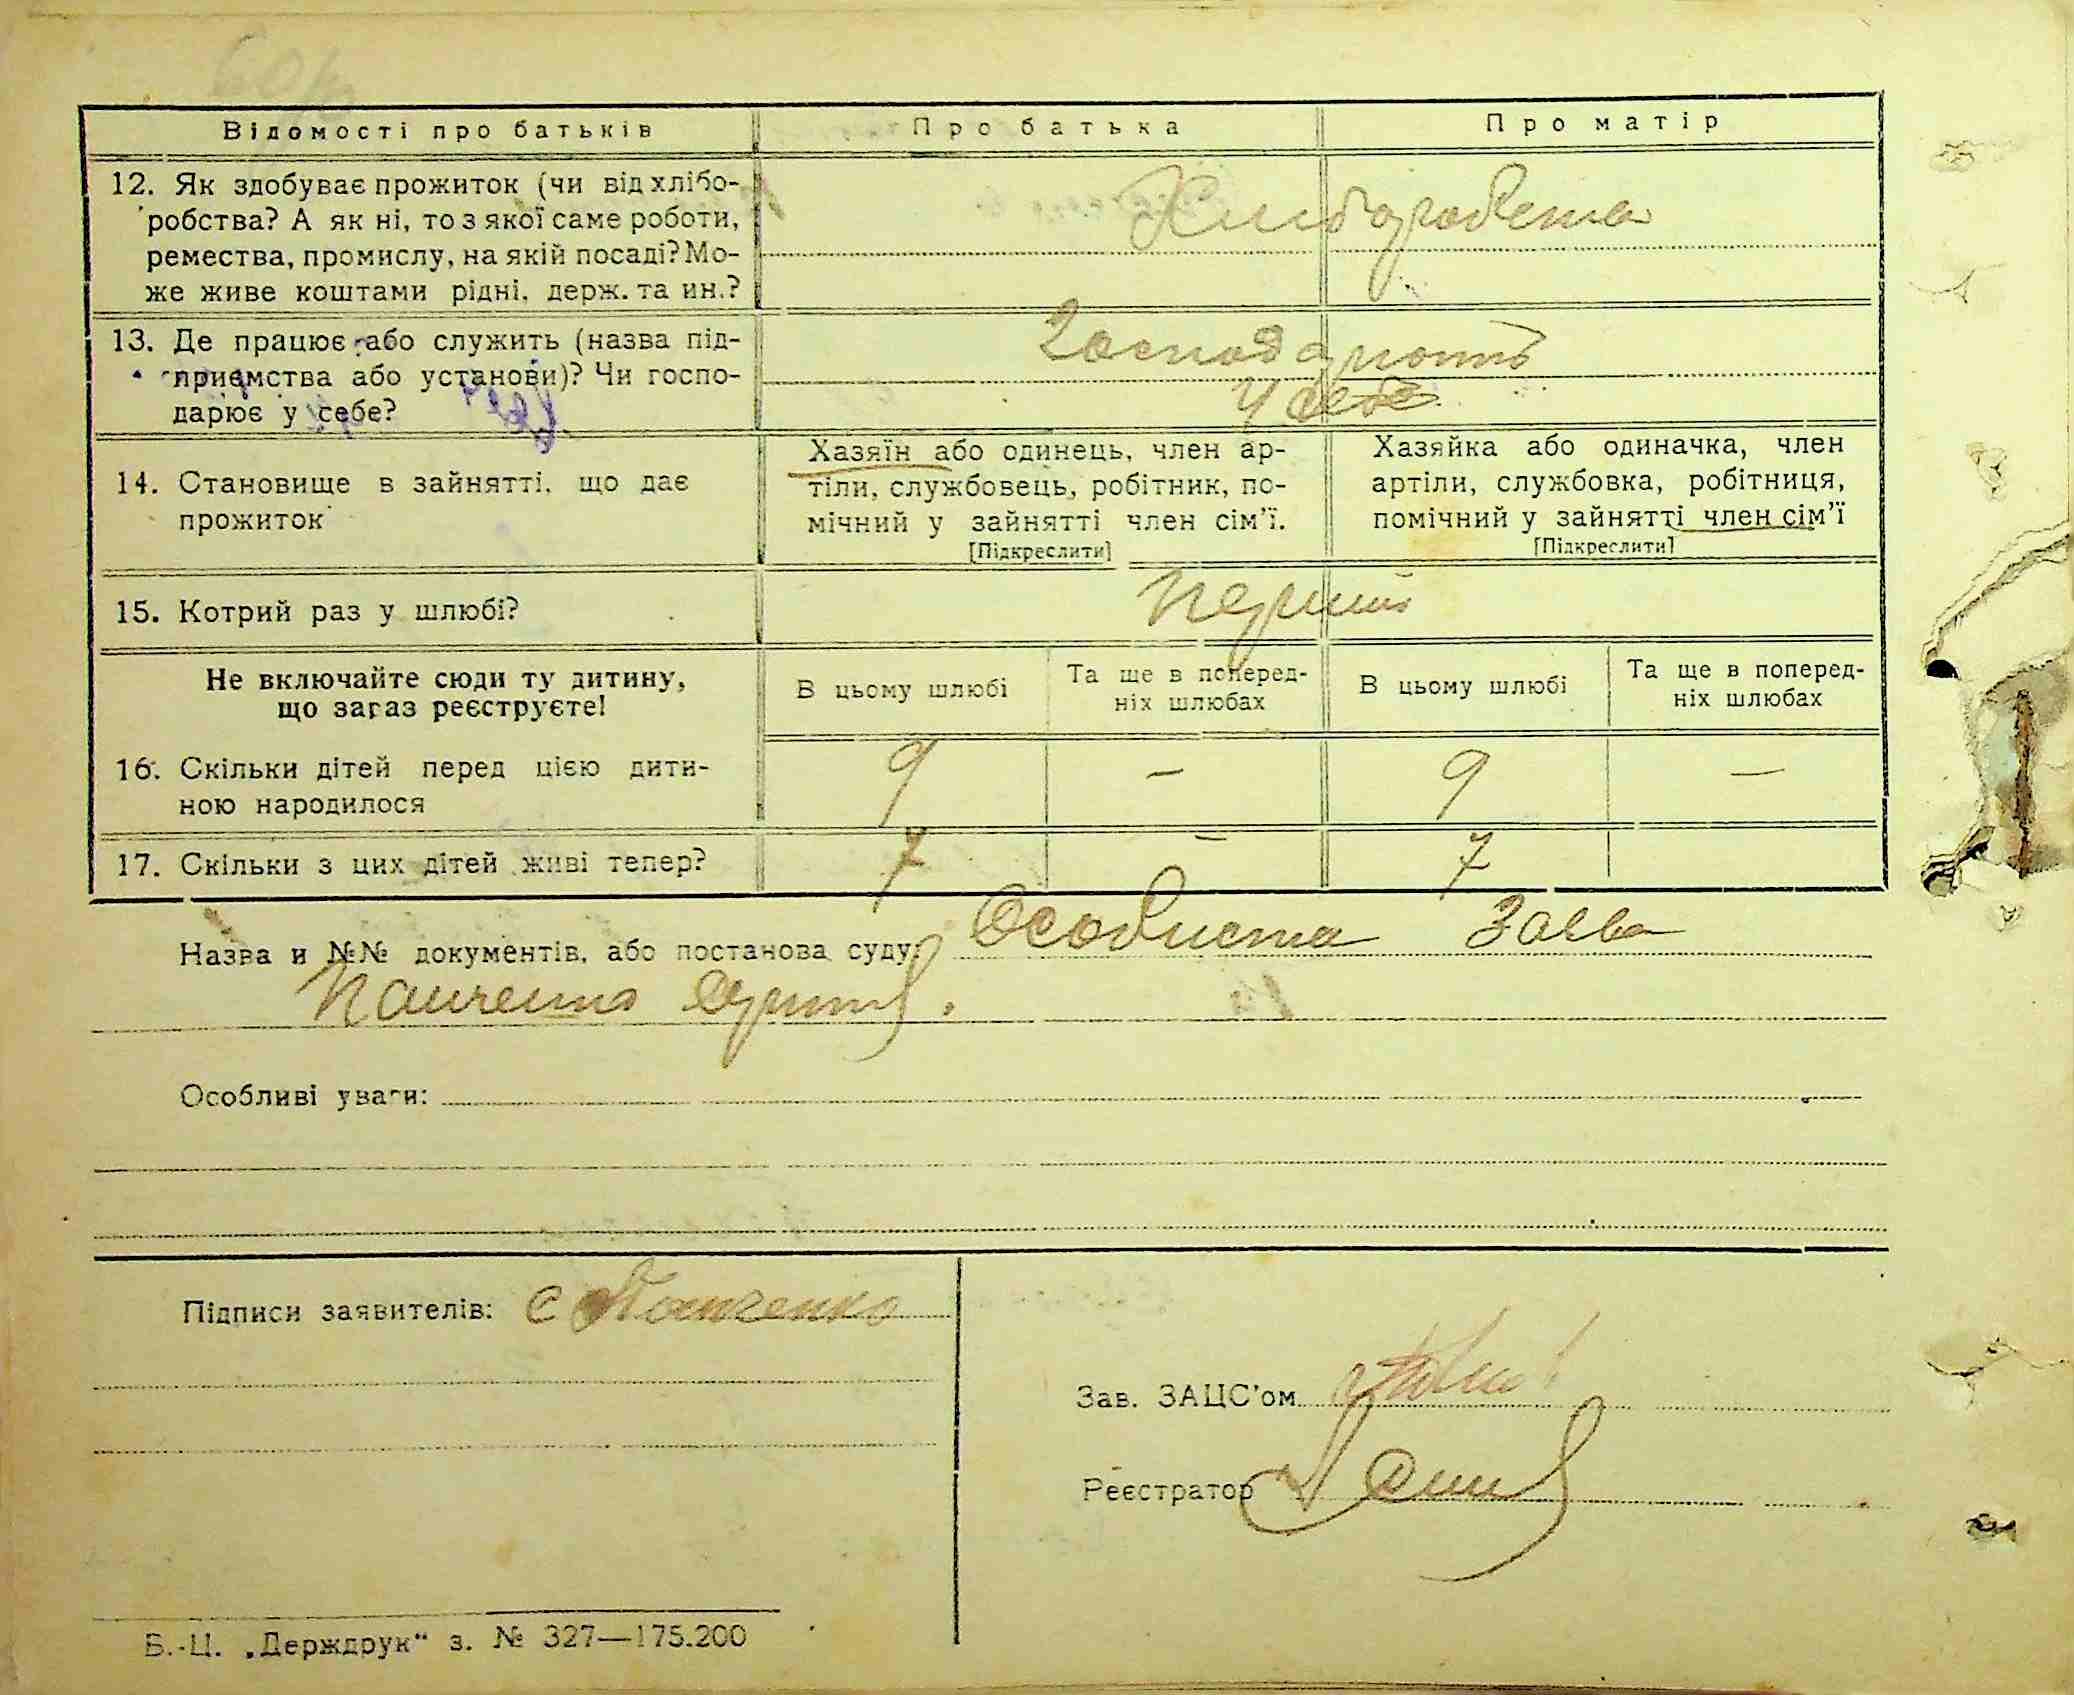 Відомості про батьків
Про батька
Про матір
12. Як здобуває прожиток (чи від хлібо-
робства? А як ні, то з якої саме роботи,
ремества, промислу, на якій посаді? Мо-
же живе коштами рідні, держ. та ин.?
13. Де працює або служить (назва під-
приємства або установи)? Чи госпо-
дарює у себе?
у себе
14. Становище в зайнятті, що дає
прожиток
Хазяїн або одинець, член ар-
тіли, службовець, робітник, по-
мічний у зайнятті член сім'ї.
[Підкреслити]
Хазяйка або одиначка, член
артіли, службовка, робітниця,
помічний у зайнятті член сім'ї
[Підкреслити]
15. Котрий раз у шлюбі?
перший
Не включайте сюди ту дитину,
що зараз реєструєте!
В цьому шлюбі
Та ще в поперед-
ніх шлюбах
В цьому шлюбі
Та ще в поперед-
ніх шлюбах
16. Скільки дітей перед цією дити-
ною народилося
9 – 9 –
17. Скільки з цих дітей живі тепер?
7 – 7
Назва и №№ документів, або постанова суду: Особиста Заява
Панченко
Особливі уваги:
Підписи заявителів: Є Панченко
Зав. ЗАЦС'ом
Реєстратор
Б.-Ц. „Держдрук" з. № 327—175.200